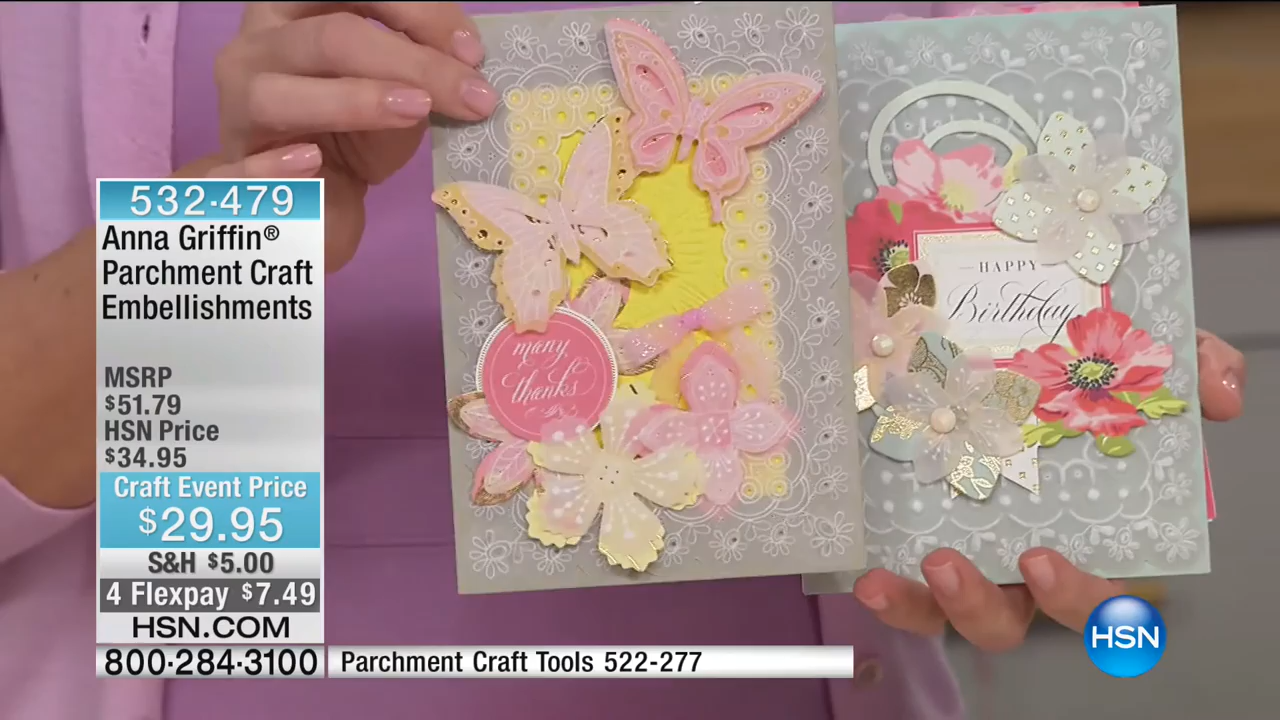 532-479
Anna Griffin®
Parchment Craft
Embellishments
MSRP
$51.79
HSN Price
$34.95
Craft Event Price
$29.95
S&H $5.00
4 Flexpay $7.49
HSN.COM
800-284-3100
Parchment Craft Tools 522-277
many
thanks
HAPPY
Birthday
HSN